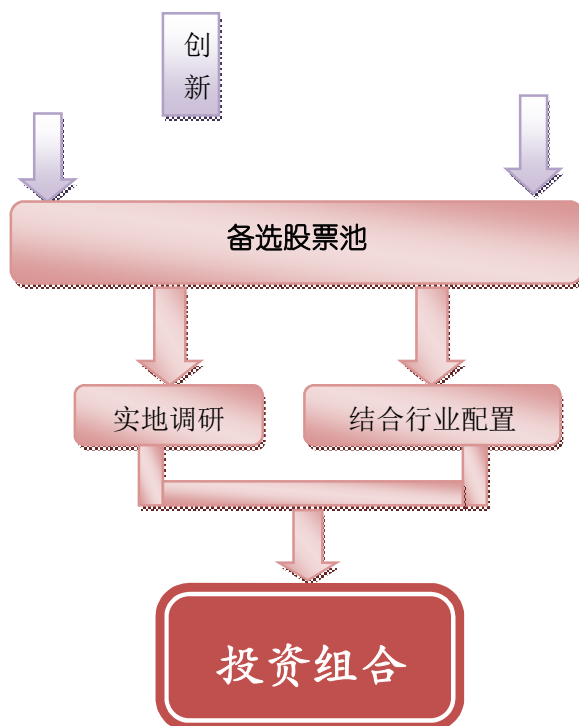 创
新
备选股票池
实地调研
结合行业配置
投资组合